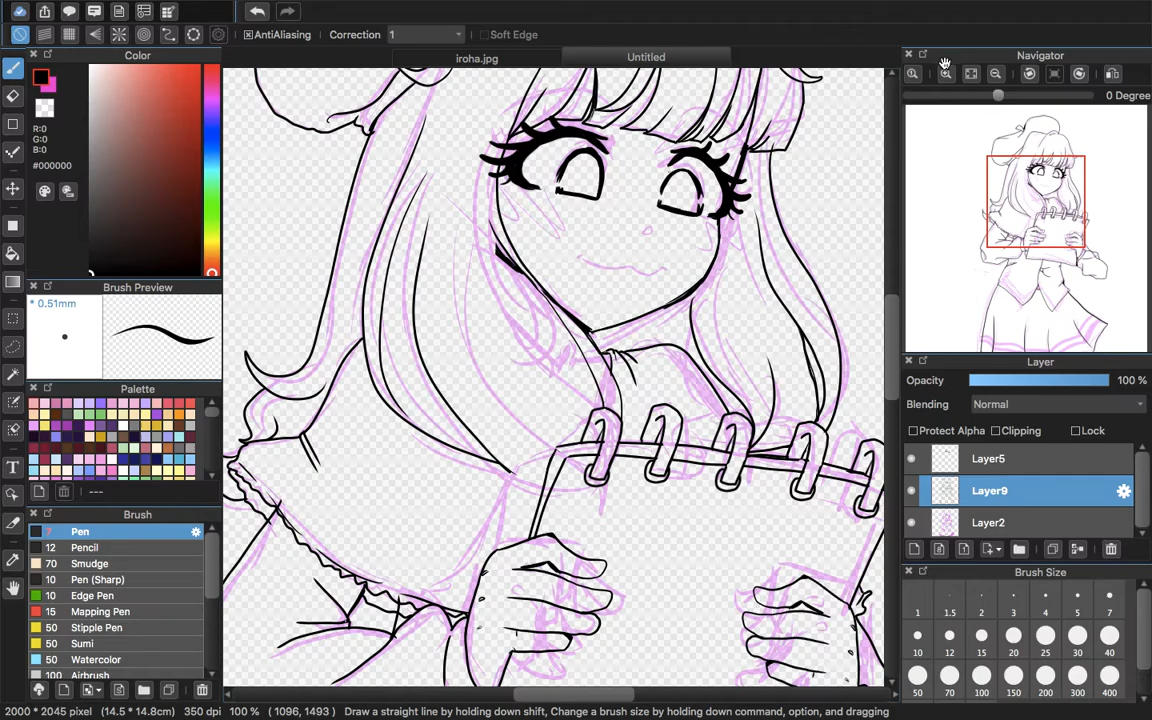 AntiAliasing Correction 1 Soft Edge
Color
iroha.jpg
Untitled
Navigator
0 Degree
R:0
G:0
B:0
#000000
Brush Preview
* 0.51mm
Palette
---
Brush
7 Pen
12 Pencil
70 Smudge
10 Pen (Sharp)
10 Edge Pen
15 Mapping Pen
50 Stipple Pen
50 Sumi
50 Watercolor
100 Airbrush
Layer
Opacity 100 %
Blending Normal
Protect Alpha Clipping Lock
Layer5
Layer9
Layer2
Brush Size
1 1.5 2 3 4 5 7
10 12 15 20 25 30 40
50 70 100 150 200 300 400
2000 * 2045 pixels (14.5 * 14.8cm) 350 dpi 100 % (1096, 1493) Draw a straight line by holding down shift, Change a brush size by holding down command, option, and dragging